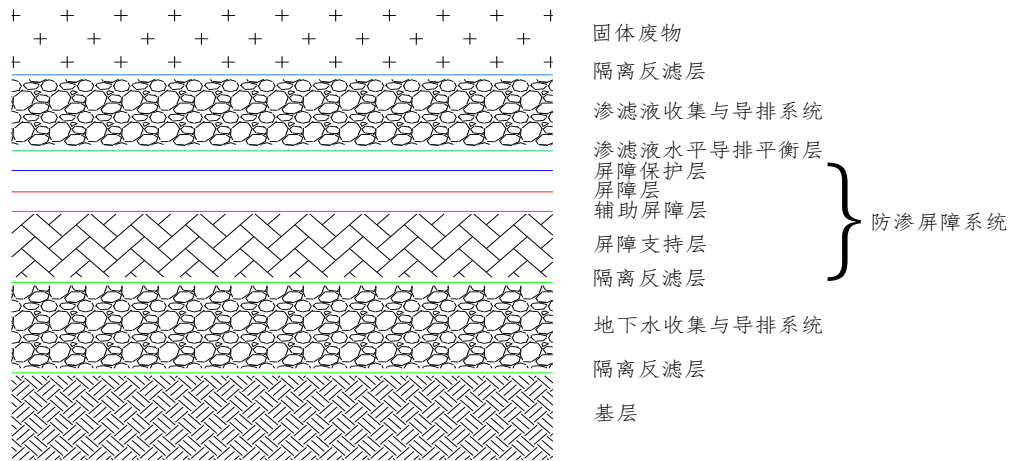 固体废物
隔离反滤层
渗滤液收集与导排系统
渗滤液水平导排平衡层
屏障保护层
屏障层
辅助屏障层
屏障支持层
隔离反滤层
防渗屏障系统
地下水收集与导排系统
隔离反滤层
基层